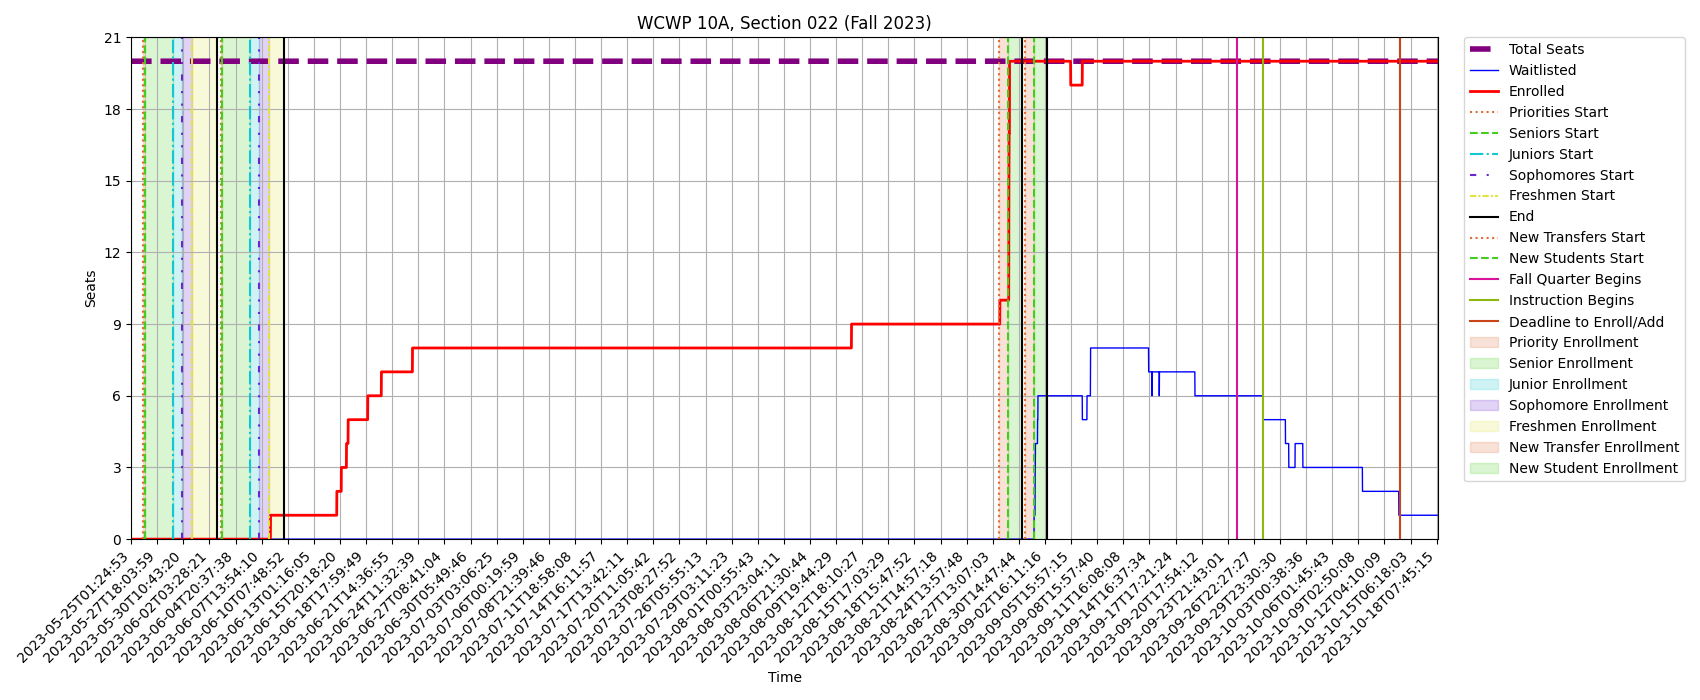 WCWP 10A, Section 022 (Fall 2023)
21
18
15
12
9
6
3
0
Seats
2023-05-25T01:24:53
2023-05-27T18:03:59
2023-05-30T10:43:20
2023-06-02T03:28:21
2023-06-04T20:37:38
2023-06-07T13:54:10
2023-06-10T07:48:52
2023-06-13T01:16:05
2023-06-15T20:18:20
2023-06-18T17:59:49
2023-06-21T14:36:55
2023-06-24T11:32:39
2023-06-27T08:41:04
2023-06-30T05:49:46
2023-07-03T03:06:25
2023-07-06T00:19:59
2023-07-08T21:39:46
2023-07-11T18:58:08
2023-07-14T16:11:57
2023-07-17T13:42:11
2023-07-20T11:05:42
2023-07-23T08:27:52
2023-07-26T05:55:13
2023-07-29T03:11:23
2023-08-01T00:55:43
2023-08-03T23:04:11
2023-08-06T21:30:44
2023-08-09T19:44:29
2023-08-12T18:10:27
2023-08-15T17:03:29
2023-08-18T15:47:52
2023-08-21T14:57:18
2023-08-24T13:57:48
2023-08-27T13:07:03
2023-08-30T14:47:44
2023-09-02T16:11:16
2023-09-05T15:57:15
2023-09-08T15:57:40
2023-09-11T16:08:08
2023-09-14T16:37:34
2023-09-17T17:21:24
2023-09-20T17:54:12
2023-09-23T21:43:01
2023-09-26T22:27:27
2023-09-29T23:30:30
2023-10-03T00:38:36
2023-10-06T01:45:43
2023-10-09T02:50:08
2023-10-12T04:10:09
2023-10-15T06:18:03
2023-10-18T07:45:15
Time
Total Seats
Waitlisted
Enrolled
Priorities Start
Seniors Start
Juniors Start
Sophomores Start
Freshmen Start
End
New Transfers Start
New Students Start
Fall Quarter Begins
Instruction Begins
Deadline to Enroll/Add
Priority Enrollment
Senior Enrollment
Junior Enrollment
Sophomore Enrollment
Freshmen Enrollment
New Transfer Enrollment
New Student Enrollment